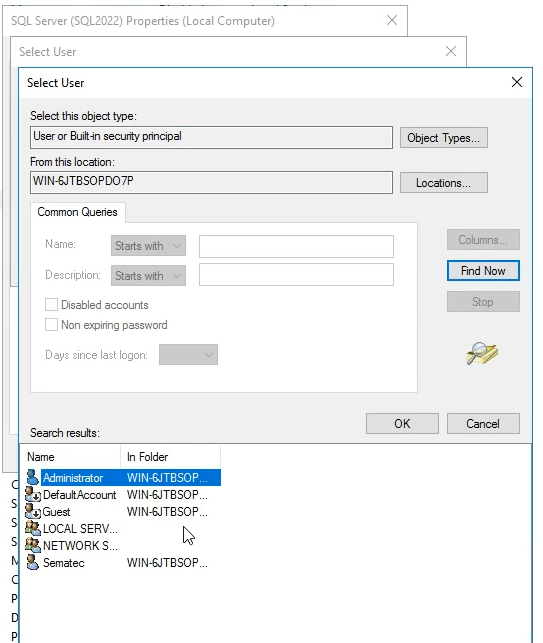 SQL Server (SQL2022) Properties (Local Computer)
Select User
Select User
Select this object type:
User or Built-in security principal
Object Types...
From this location:
WIN-6JTBSOPDO7P
Locations...
Common Queries
Name:
Starts with
Columns...
Description:
Starts with
Find Now
Disabled accounts
Stop
Non expiring password
Days since last logon:
OK
Cancel
Search results:
Name
In Folder
Administrator
WIN-6JTBSOP...
DefaultAccount
WIN-6JTBSOP...
Guest
WIN-6JTBSOP...
LOCAL SERV...
NETWORK S...
Sematec
WIN-6JTBSOP...